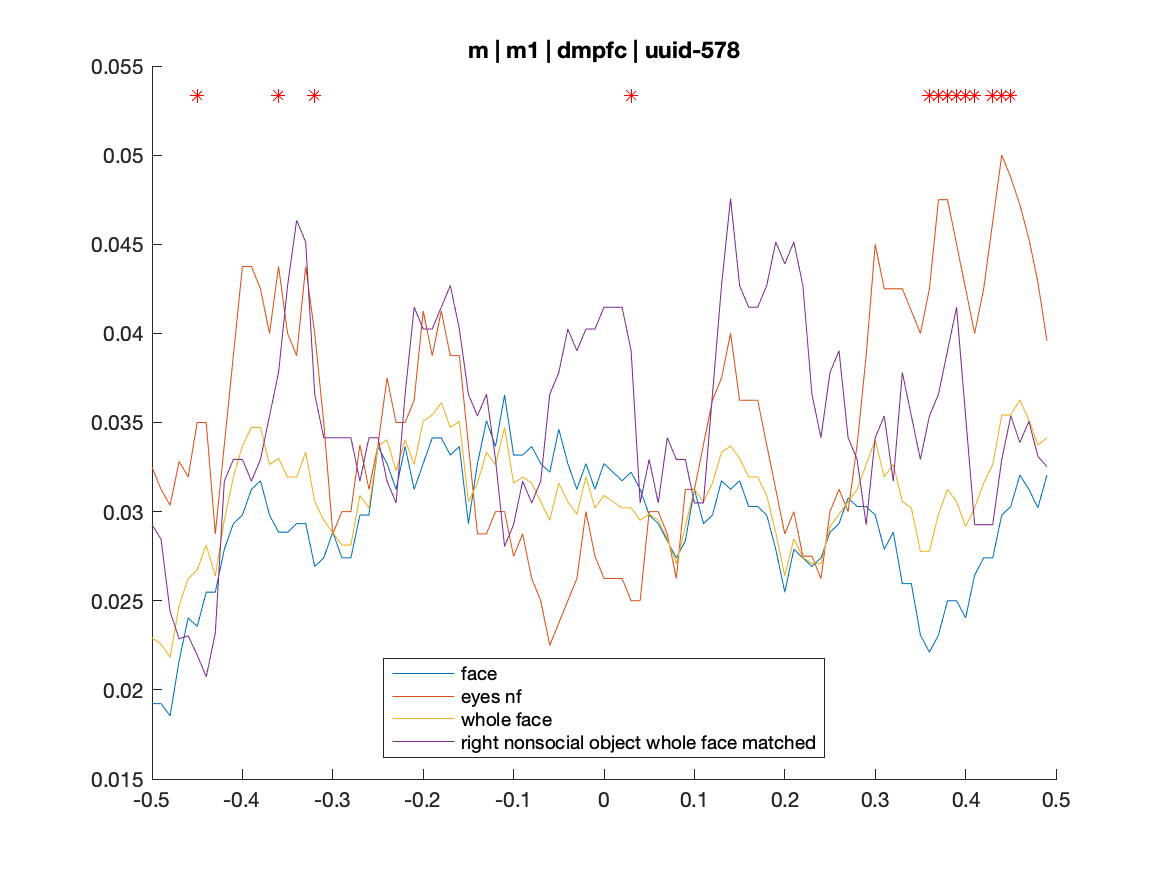 m | m1 | dmpfc | uuid-578
0.055
0.05
0.045
0.04
0.035
0.03
0.025
0.02
0.015
face
eyes nf
whole face
right nonsocial object whole face matched
-0.5 -0.4 -0.3 -0.2 -0.1 0 0.1 0.2 0.3 0.4 0.5